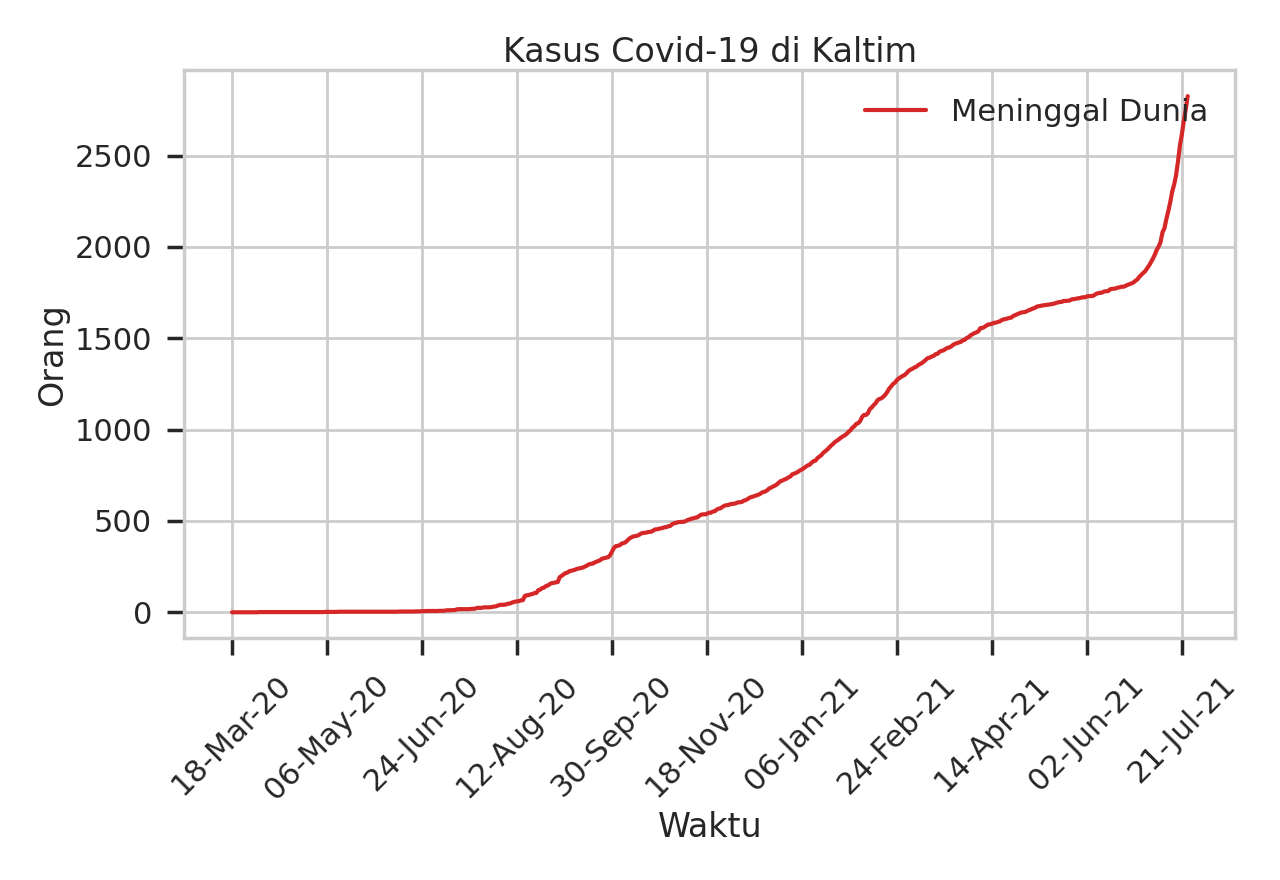 Kasus Covid-19 di Kaltim
Meninggal Dunia
Orang
2500
2000
1500
1000
500
0
18-Mar-20
06-May-20
24-Jun-20
12-Aug-20
30-Sep-20
18-Nov-20
06-Jan-21
24-Feb-21
14-Apr-21
02-Jun-21
21-Jul-21
Waktu